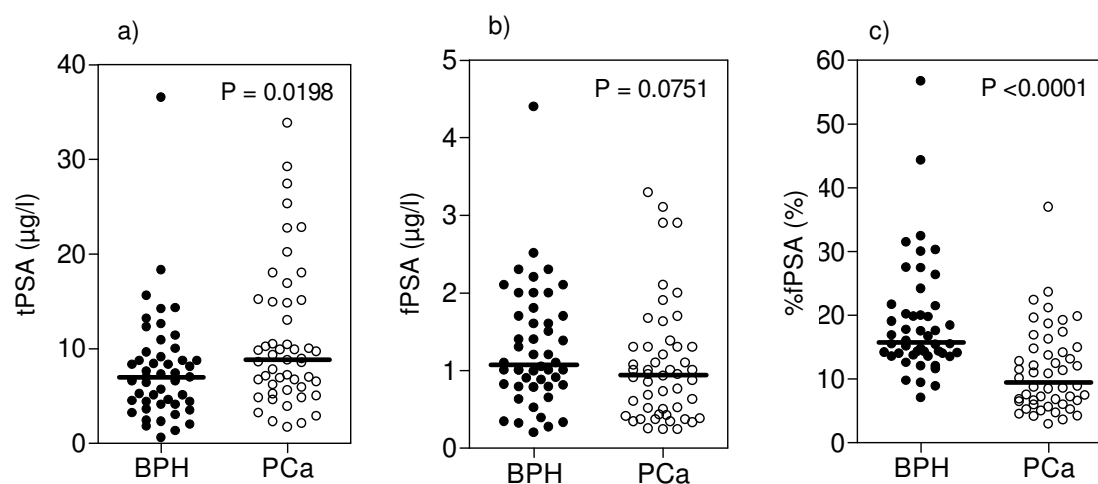 a)
tPSA (µg/l)
40
30
20
10
0
P = 0.0198
BPH PCa
b)
fPSA (µg/l)
5
4
3
2
1
0
P = 0.0751
BPH PCa
c)
%fPSA (%)
60
50
40
30
20
10
0
P <0.0001
BPH PCa